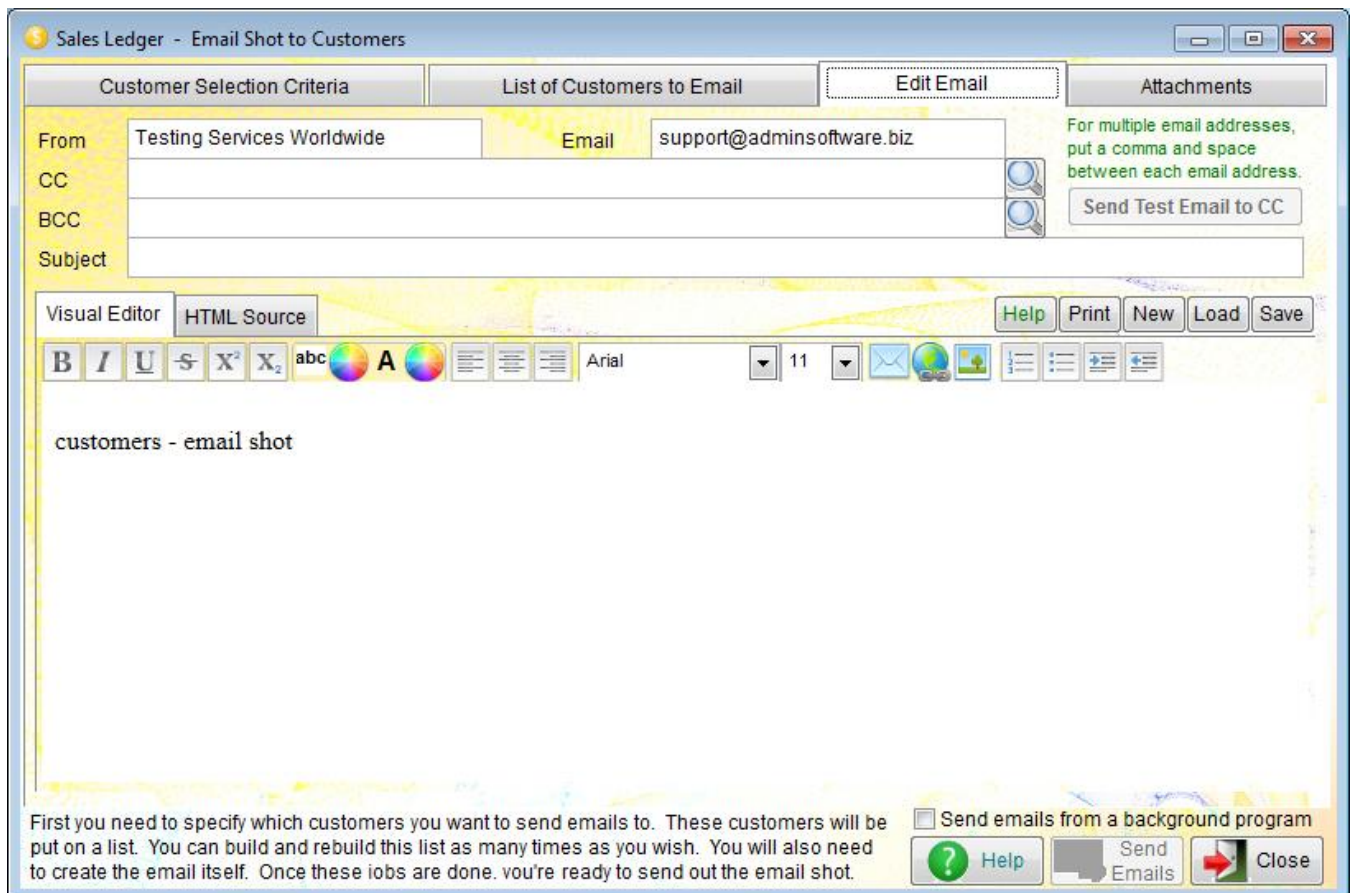 Sales Ledger - Email Shot to Customers
Customer Selection Criteria
List of Customers to Email
Edit Email
Attachments
From
Testing Services Worldwide
Email
support@adminsoftware.biz
For multiple email addresses,
put a comma and space
between each email address.
CC
Send Test Email to CC
BCC
Subject
Visual Editor
HTML Source
Help
Print
New
Load
Save
B I U S X² X₂ abc A
Arial
11
customers - email shot
First you need to specify which customers you want to send emails to. These customers will be
put on a list. You can build and rebuild this list as many times as you wish. You will also need
to create the email itself. Once these jobs are done, you're ready to send out the email shot.
Send emails from a background program
Help
Send
Emails
Close